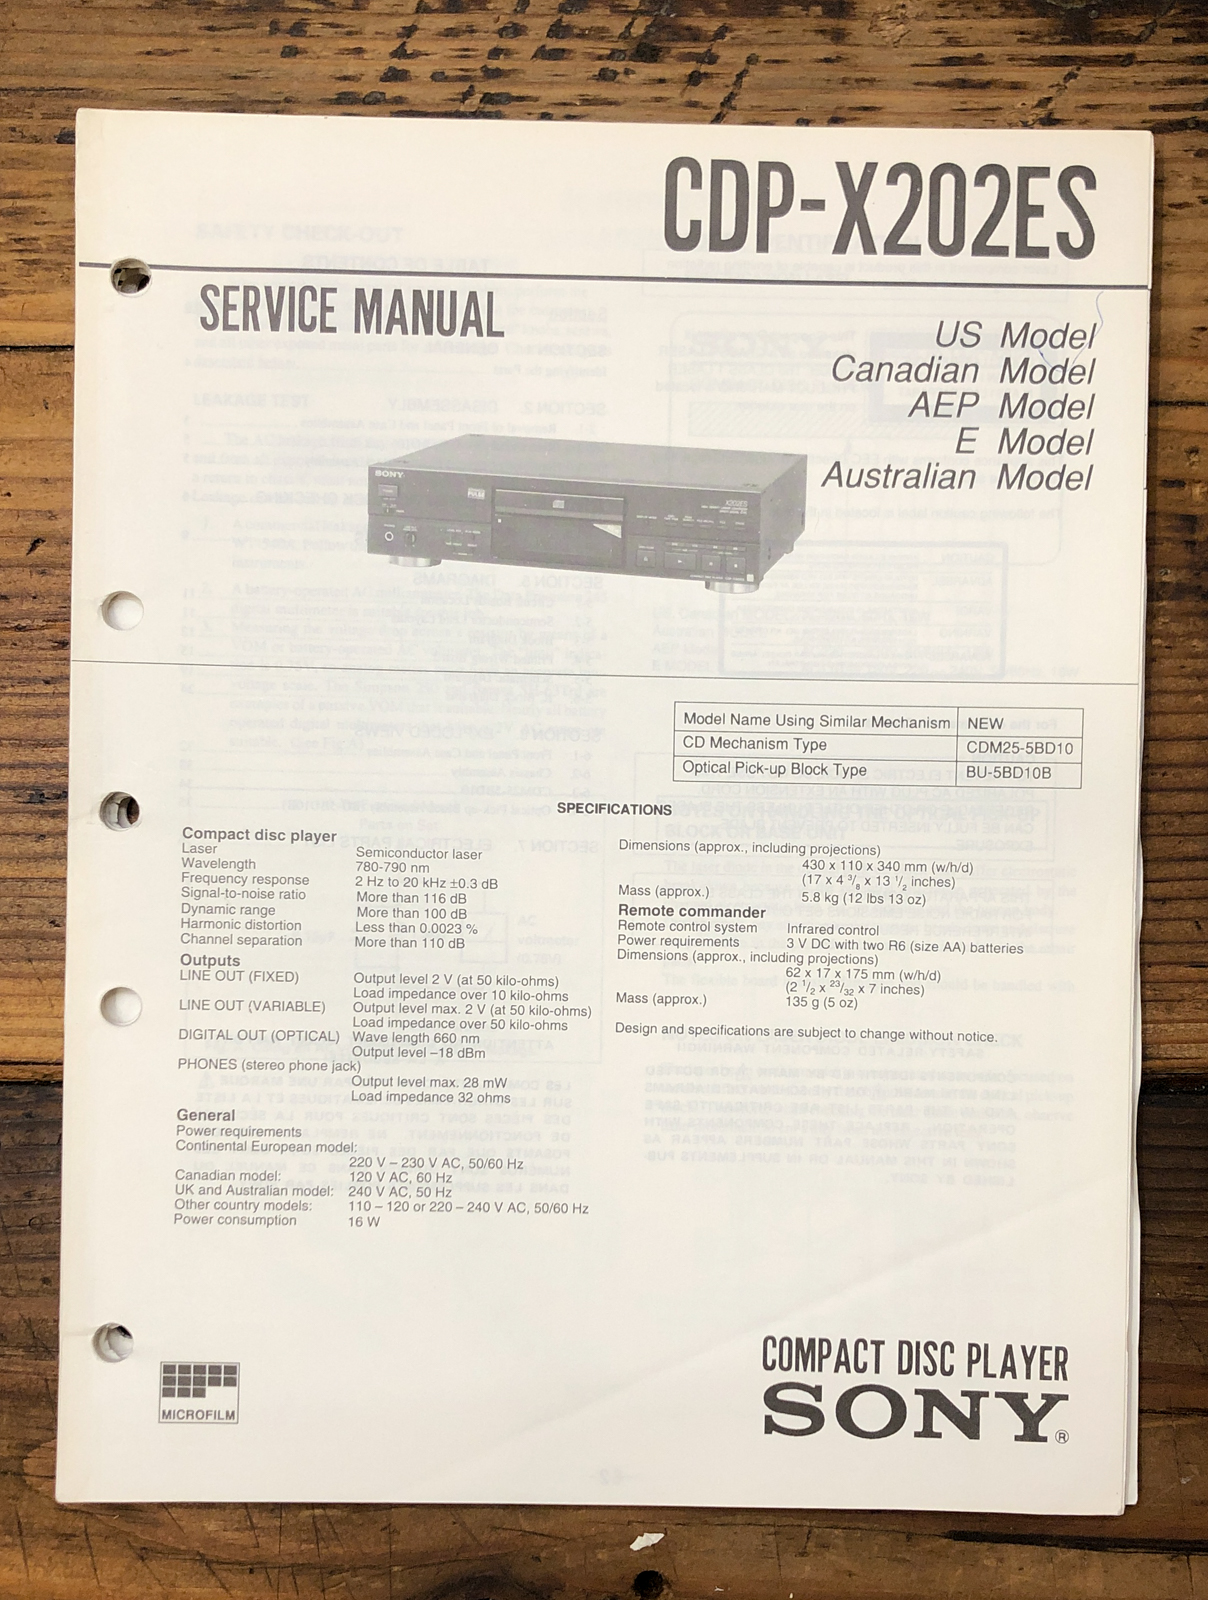 CDP-X202ES
SERVICE MANUAL
US Model
Canadian Model
AEP Model
E Model
Australian Model
SONY
X202ES
Model Name Using Similar Mechanism NEW
CD Mechanism Type CDM25-5BD10
Optical Pick-up Block Type BU-5BD10B
SPECIFICATIONS
Compact disc player
Laser Semiconductor laser
Wavelength 780-790 nm
Frequency response 2 Hz to 20 kHz ±0.3 dB
Signal-to-noise ratio More than 116 dB
Dynamic range More than 100 dB
Harmonic distortion Less than 0.0023 %
Channel separation More than 110 dB
Outputs
LINE OUT (FIXED) Output level 2 V (at 50 kilo-ohms)
Load impedance over 10 kilo-ohms
LINE OUT (VARIABLE) Output level max. 2 V (at 50 kilo-ohms)
Load impedance over 50 kilo-ohms
DIGITAL OUT (OPTICAL) Wave length 660 nm
Output level –18 dBm
PHONES (stereo phone jack)
Output level max. 28 mW
Load impedance 32 ohms
General
Power requirements
Continental European model:
220 V – 230 V AC, 50/60 Hz
Canadian model: 120 V AC, 60 Hz
UK and Australian model: 240 V AC, 50 Hz
Other country models: 110 – 120 or 220 – 240 V AC, 50/60 Hz
Power consumption 16 W
Dimensions (approx., including projections)
430 x 110 x 340 mm (w/h/d)
(17 x 4 3/8 x 13 1/2 inches)
Mass (approx.) 5.8 kg (12 lbs 13 oz)
Remote commander
Remote control system Infrared control
Power requirements 3 V DC with two R6 (size AA) batteries
Dimensions (approx., including projections)
62 x 17 x 175 mm (w/h/d)
(2 1/2 x 23/32 x 7 inches)
Mass (approx.) 135 g (5 oz)
Design and specifications are subject to change without notice.
MICROFILM
COMPACT DISC PLAYER
SONY®